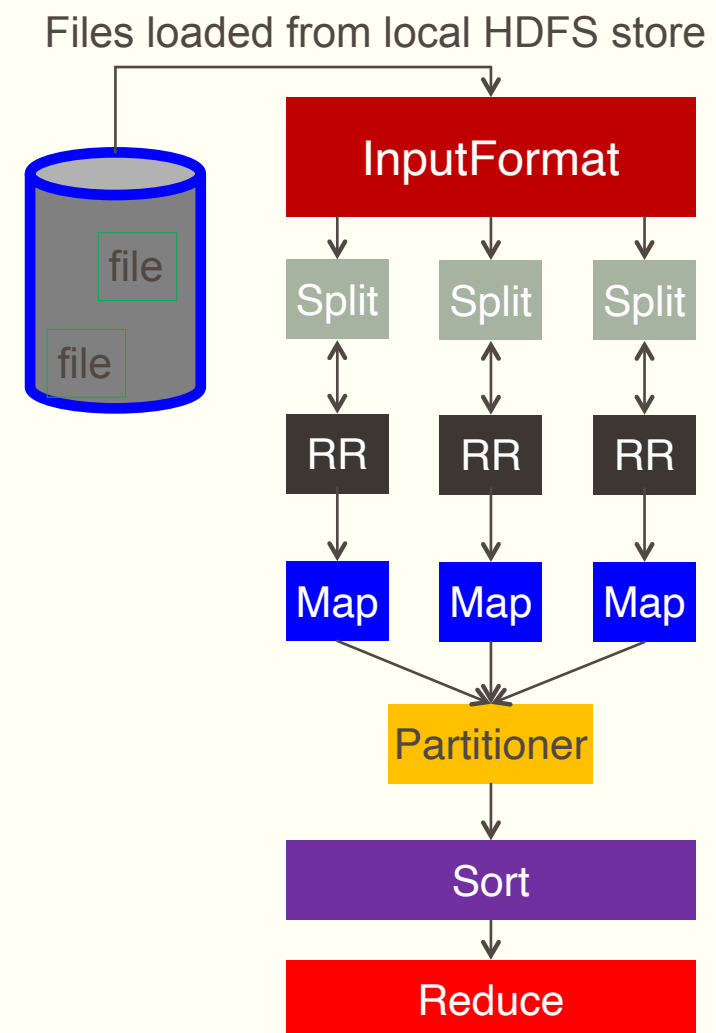 Files loaded from local HDFS store
InputFormat
file
file
Split Split Split
RR RR RR
Map Map Map
Partitioner
Sort
Reduce